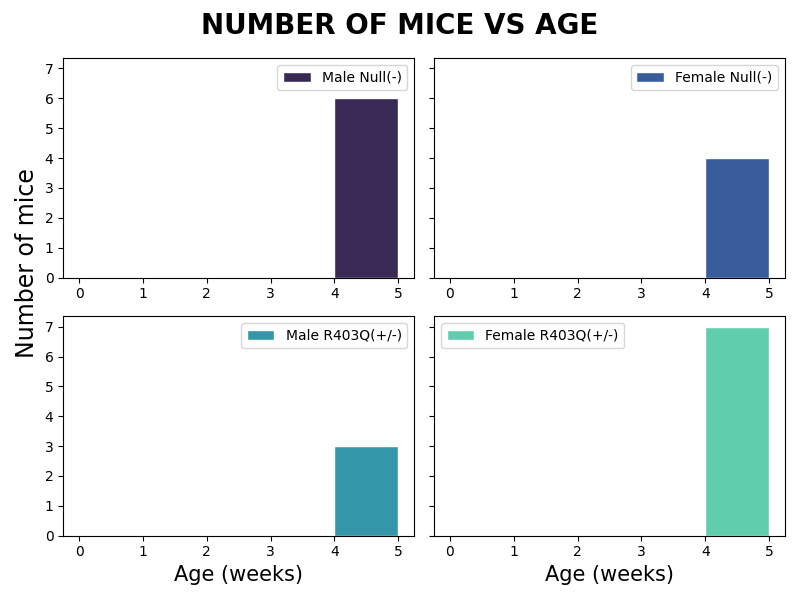 NUMBER OF MICE VS AGE
Number of mice
7
6
5
4
3
2
1
0
Male Null(-)
0 1 2 3 4 5
Female Null(-)
0 1 2 3 4 5
7
6
5
4
3
2
1
0
Male R403Q(+/-)
0 1 2 3 4 5
Age (weeks)
Female R403Q(+/-)
0 1 2 3 4 5
Age (weeks)